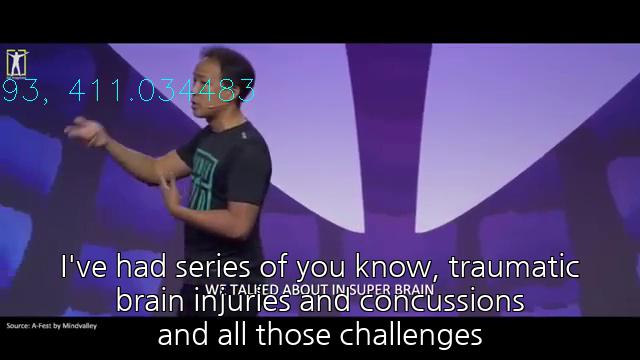 93, 411.034483
I've had series of you know, traumatic
WE TALKED ABOUT IN SUPER BRAIN
brain injuries and concussions
and all those challenges
Source: A-Fest by Mindvalley